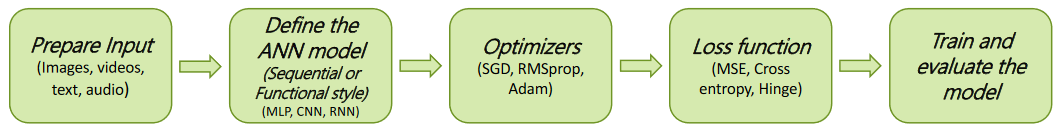 Prepare Input
(Images, videos,
text, audio)
Define the
ANN model
(Sequential or
Functional style)
(MLP, CNN, RNN)
Optimizers
(SGD, RMSprop,
Adam)
Loss function
(MSE, Cross
entropy, Hinge)
Train and
evaluate the
model